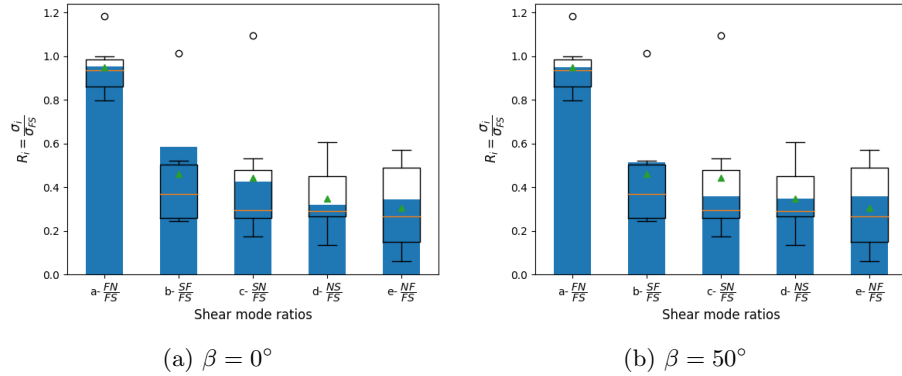 1.2
1.0
0.8
0.6
0.4
0.2
0.0
R_i = σ_i/σ_FS
a- FN/FS
b- SF/FS
c- SN/FS
d- NS/FS
e- NF/FS
Shear mode ratios
(a) β = 0°
1.2
1.0
0.8
0.6
0.4
0.2
0.0
R_i = σ_i/σ_FS
a- FN/FS
b- SF/FS
c- SN/FS
d- NS/FS
e- NF/FS
Shear mode ratios
(b) β = 50°